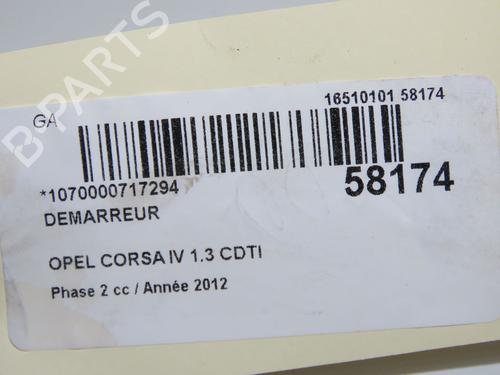 B-PARTS
GA
16510101 58174
*1070000717294
58174
DEMARREUR
OPEL CORSA IV 1.3 CDTI
Phase 2 cc / Année 2012